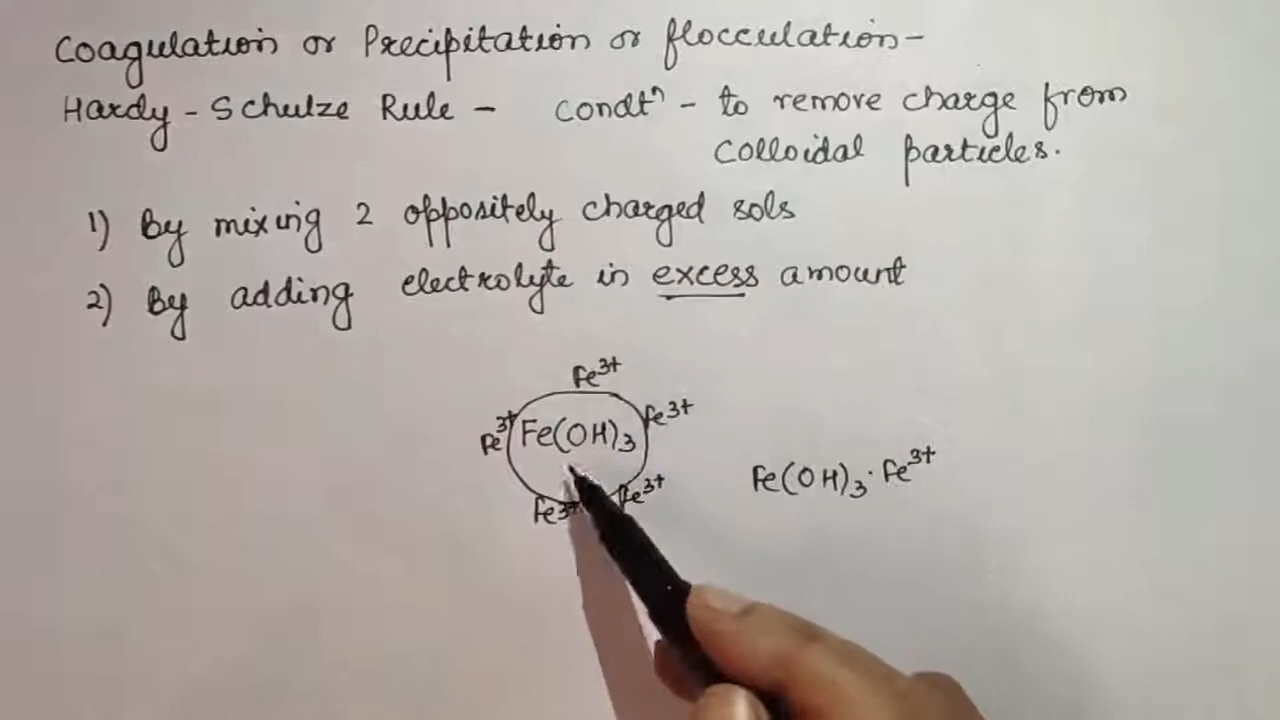 Coagulation or Precipitation or flocculation -
Hardy - Schulze Rule - condtⁿ - to remove charge from
colloidal particles.
1) By mixing 2 oppositely charged sols
2) By adding electrolyte in excess amount
Fe³⁺
Fe³⁺ Fe(OH)₃ Fe³⁺
Fe³⁺ Fe³⁺
Fe(OH)₃·Fe³⁺